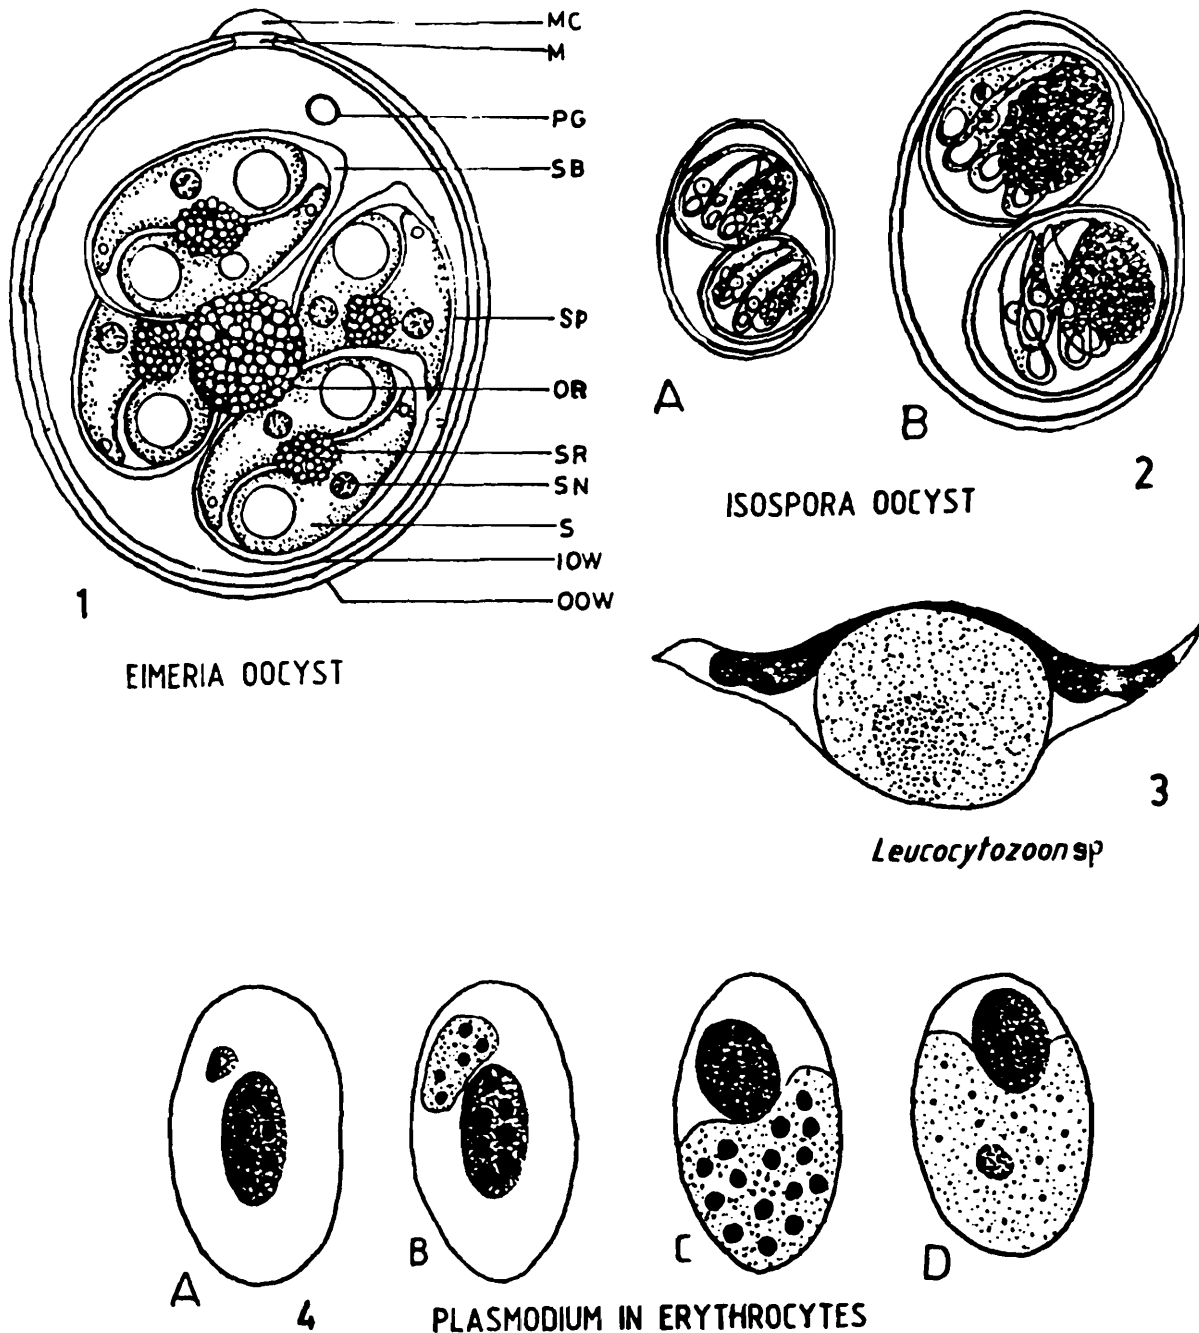 MC
M
PG
SB
SP
OR
SR
SN
S
IOW
OOW
1
EIMERIA OOCYST
A
B
2
ISOSPORA OOCYST
3
Leucocytozoon sp
A
B
C
D
4
PLASMODIUM IN ERYTHROCYTES